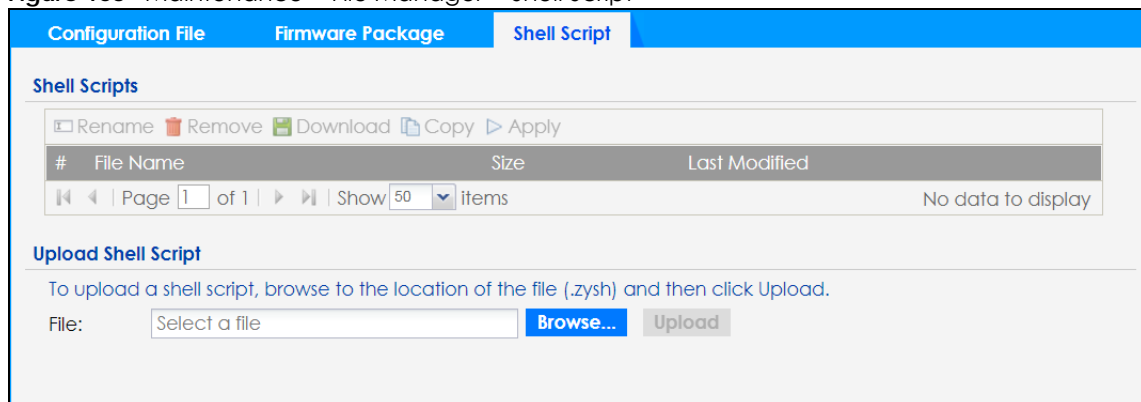 Configuration File Firmware Package Shell Script
Shell Scripts
Rename Remove Download Copy Apply
# File Name Size Last Modified
Page 1 of 1 Show 50 items No data to display
Upload Shell Script
To upload a shell script, browse to the location of the file (.zysh) and then click Upload.
File: Select a file Browse... Upload